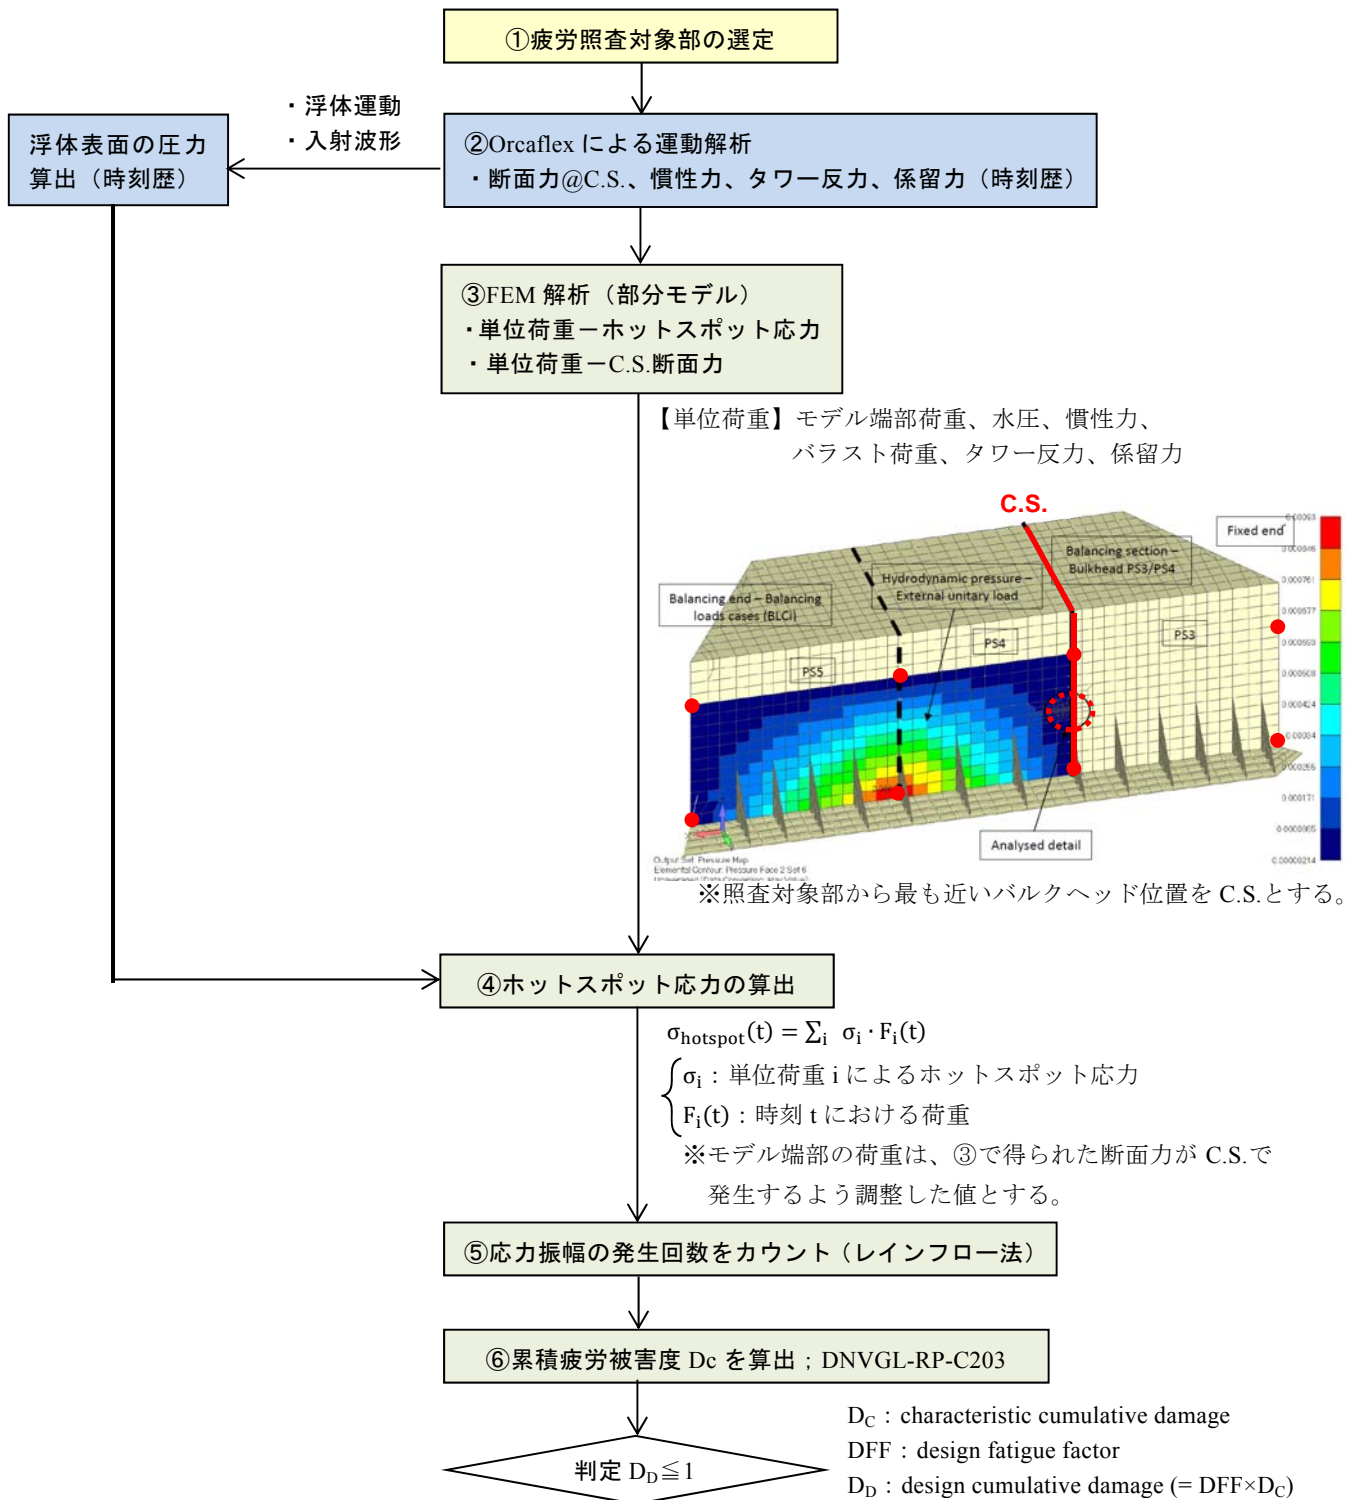 ①疲労照査対象部の選定
・浮体運動
・入射波形
浮体表面の圧力
算出（時刻歴）
②Orcaflex による運動解析
・断面力@C.S.、慣性力、タワー反力、係留力（時刻歴）
③FEM 解析（部分モデル）
・単位荷重－ホットスポット応力
・単位荷重－C.S.断面力
【単位荷重】モデル端部荷重、水圧、慣性力、
バラスト荷重、タワー反力、係留力
C.S.
Fixed end
Balancing section –
Bulkhead PS3/PS4
Hydrodynamic pressure –
External unitary load
Balancing end – Balancing
loads cases (BLCi)
PS5
PS4
PS3
Analysed detail
Output Set: Pressure Map
Elemental Contour: Pressure Face 2 Set 6
※照査対象部から最も近いバルクヘッド位置を C.S.とする。
④ホットスポット応力の算出
σhotspot(t) = ∑i σi · Fi(t)
σi：単位荷重 i によるホットスポット応力
Fi(t)：時刻 t における荷重
※モデル端部の荷重は、③で得られた断面力が C.S.で
発生するよう調整した値とする。
⑤応力振幅の発生回数をカウント（レインフロー法）
⑥累積疲労被害度 Dc を算出；DNVGL-RP-C203
判定 DD≦1
DC：characteristic cumulative damage
DFF：design fatigue factor
DD：design cumulative damage (= DFF×DC)